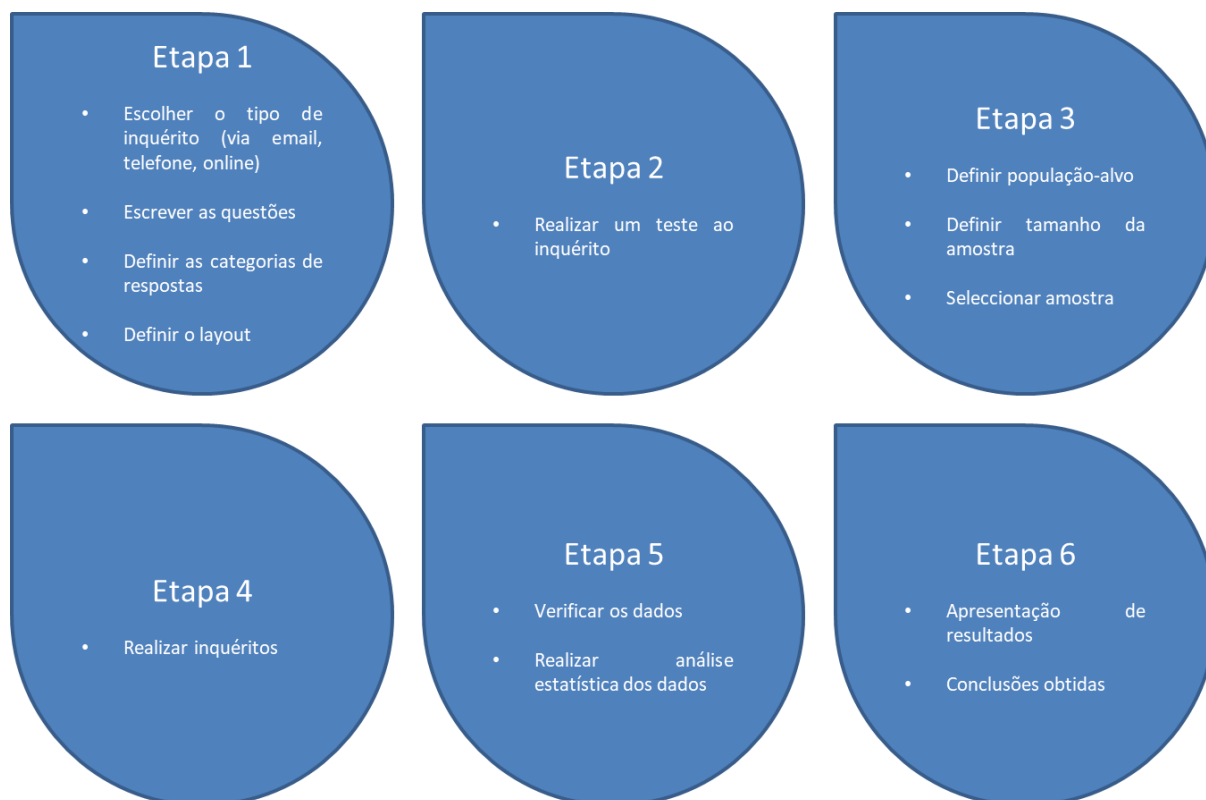 Etapa 1
• Escolher o tipo de
inquérito (via email,
telefone, online)
• Escrever as questões
• Definir as categorias de
respostas
• Definir o layout
Etapa 2
• Realizar um teste ao
inquérito
Etapa 3
• Definir população-alvo
• Definir tamanho da
amostra
• Seleccionar amostra
Etapa 4
• Realizar inquéritos
Etapa 5
• Verificar os dados
• Realizar análise
estatística dos dados
Etapa 6
• Apresentação de
resultados
• Conclusões obtidas